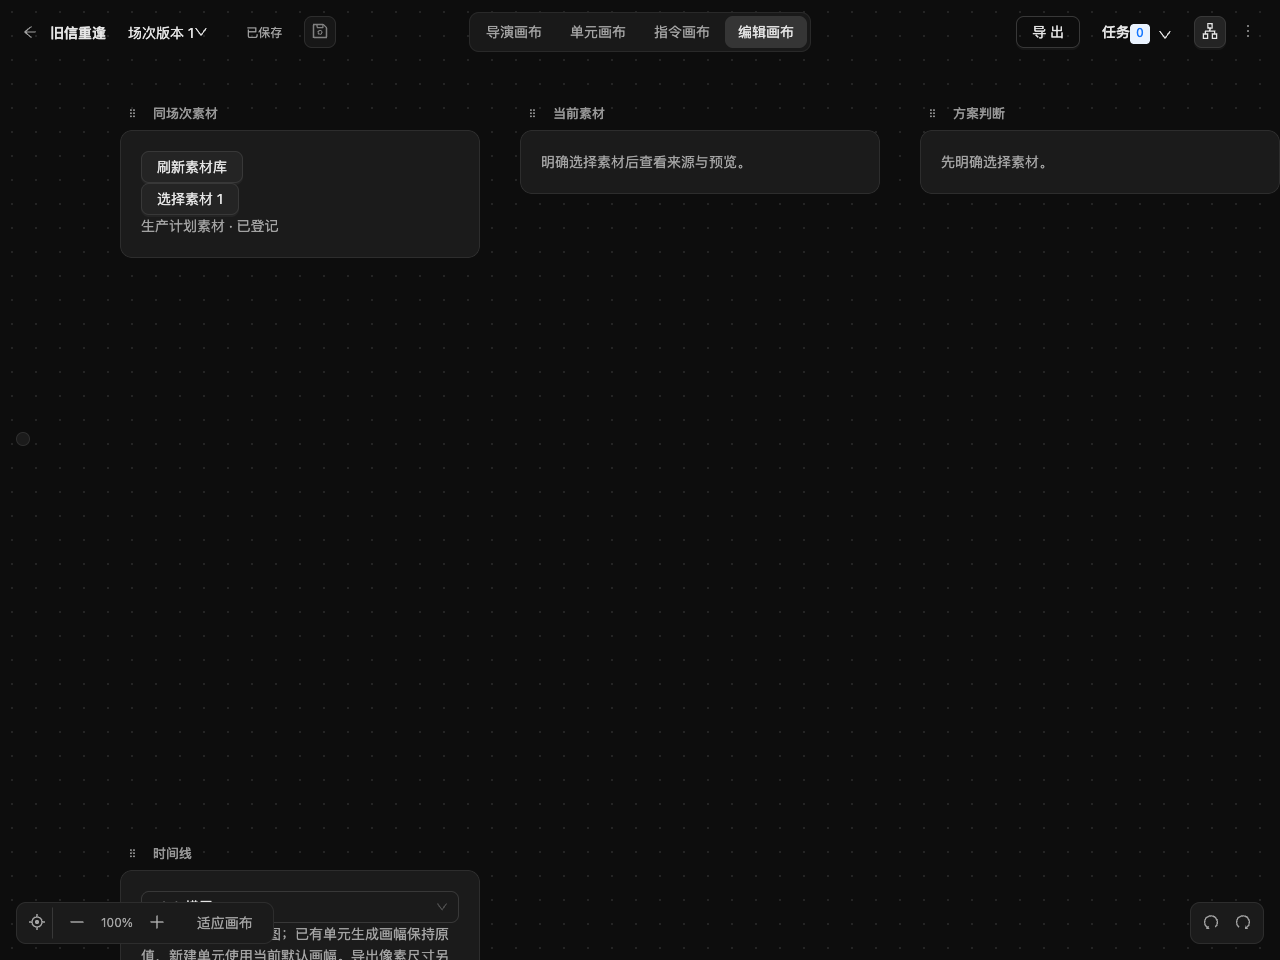 旧信重逢 场次版本 1 已保存 导演画布 单元画布 指令画布 编辑画布 导 出 任务 0
同场次素材 当前素材 方案判断
刷新素材库
选择素材 1
生产计划素材 · 已登记
明确选择素材后查看来源与预览。
先明确选择素材。
时间线
图；已有单元生成画幅保持原
值，新建单元使用当前默认画幅。导出像素尺寸另
100% 适应画布